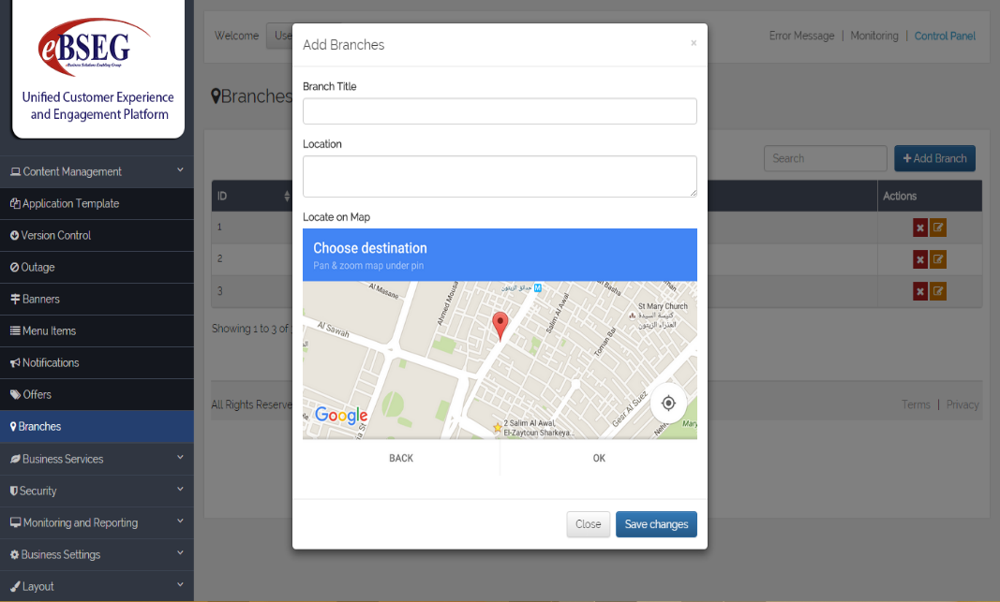 eBSEG
eBusiness Solutions Enabling Group
Unified Customer Experience
and Engagement Platform
Content Management
Application Template
Version Control
Outage
Banners
Menu Items
Notifications
Offers
Branches
Business Services
Security
Monitoring and Reporting
Business Settings
Layout
Welcome
Use
Error Message | Monitoring | Control Panel
Branches
Search
+ Add Branch
ID
Actions
1
2
3
Showing 1 to 3 of
All Rights Reserve
Terms | Privacy
Add Branches
×
Branch Title
Location
Locate on Map
Choose destination
Pan & zoom map under pin
Al Masane
Ahmed Mousa
حدائق الزيتون M
Salim Al Awal
Al Basha
St Mary Church
كنيسة السيدة
العذراء الزيتون
Al Sawah
Toman Bai
Gesr Al Suez
Google
2 Salim Al Awal,
El-Zaytoun Sharkeya...
Mary
BACK
OK
Close
Save changes